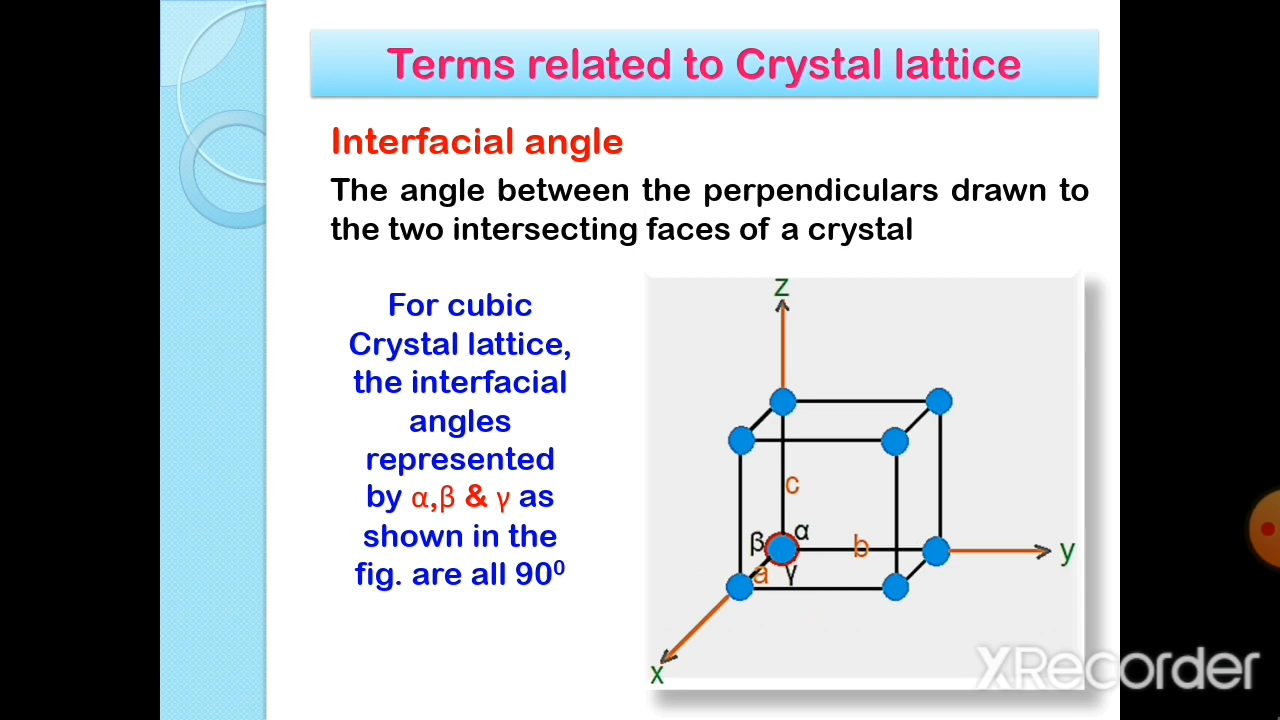 Terms related to Crystal lattice
Interfacial angle
The angle between the perpendiculars drawn to
the two intersecting faces of a crystal
For cubic
Crystal lattice,
the interfacial
angles
represented
by α,β & γ as
shown in the
fig. are all 90⁰
z
c
β α
b
y
a γ
x
XRecorder